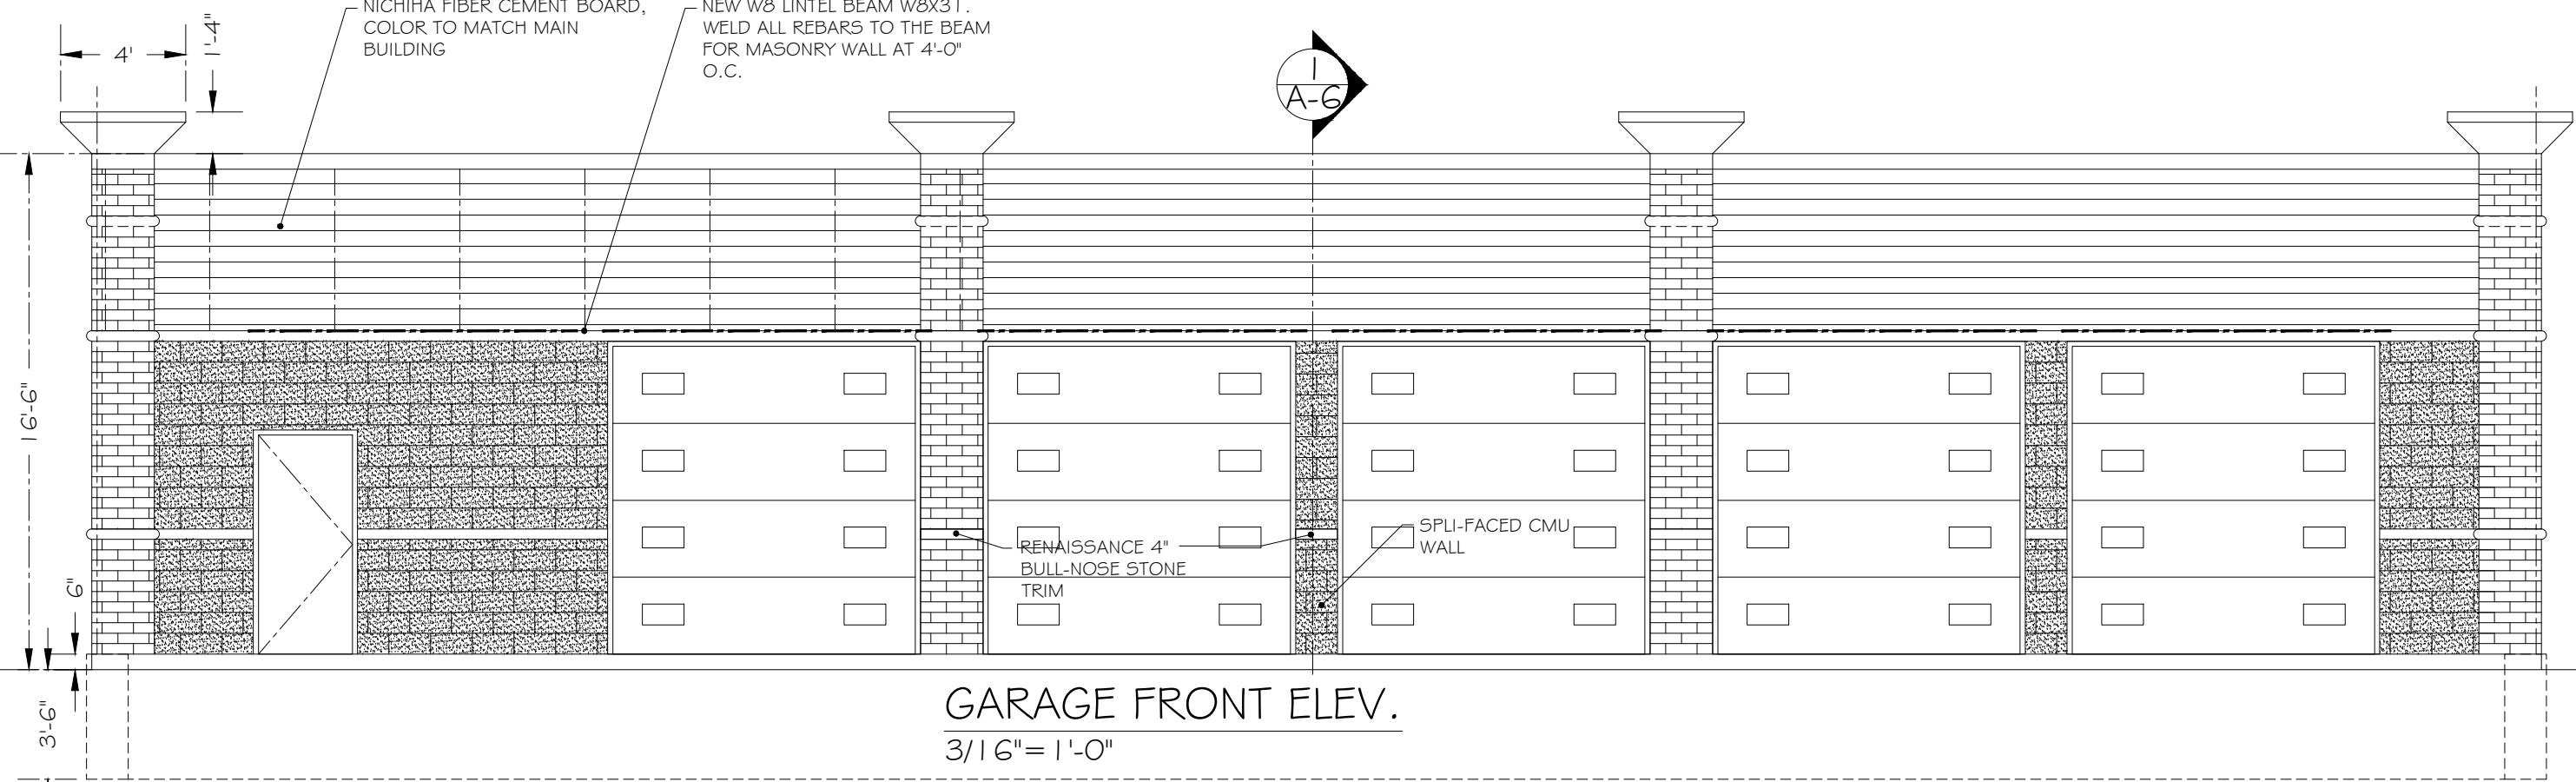 NICHIHA FIBER CEMENT BOARD,
COLOR TO MATCH MAIN
BUILDING
NEW W8 LINTEL BEAM W8X31.
WELD ALL REBARS TO THE BEAM
FOR MASONRY WALL AT 4'-0"
O.C.
4'
1'-4"
1
A-6
16'-6"
6"
3'-6"
RENAISSANCE 4"
BULL-NOSE STONE
TRIM
SPLI-FACED CMU
WALL
GARAGE FRONT ELEV.
3/16"= 1'-0"